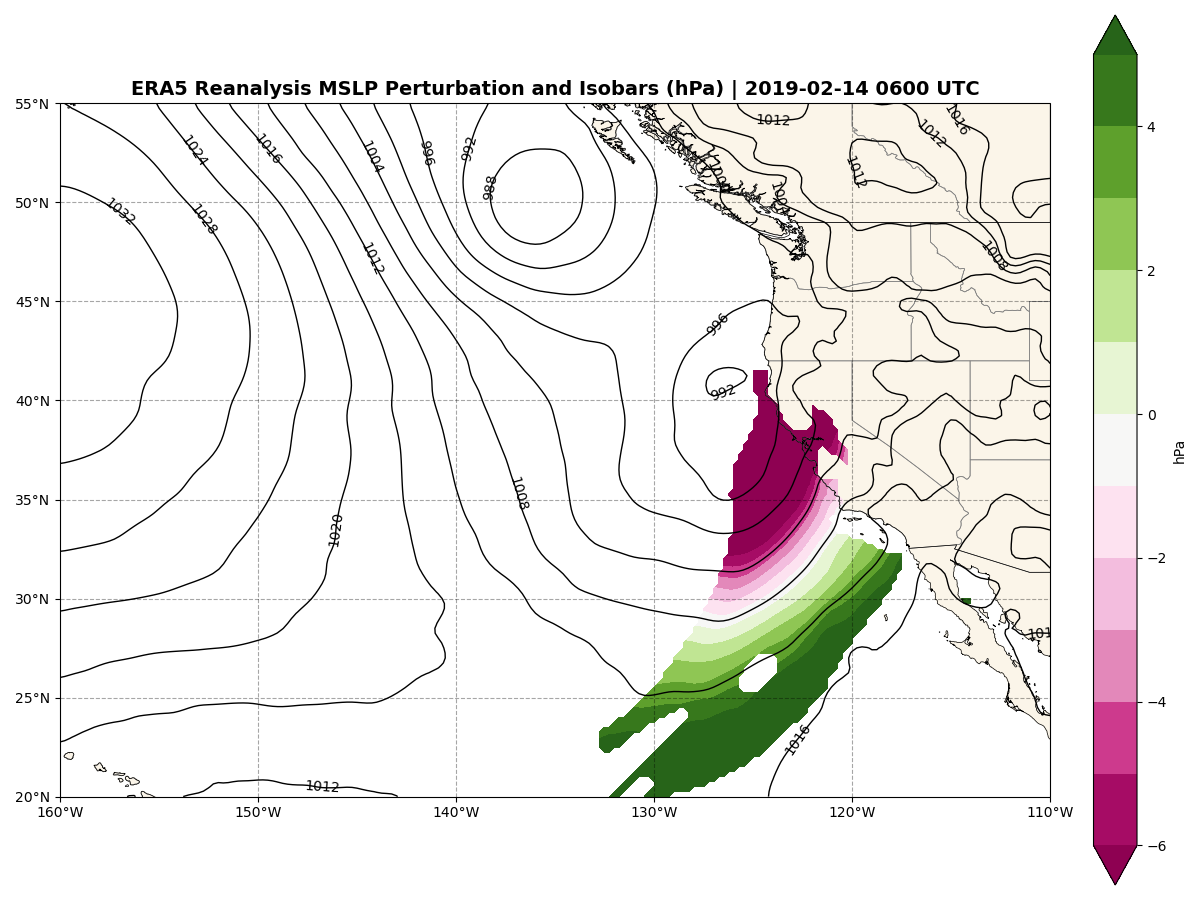 ERA5 Reanalysis MSLP Perturbation and Isobars (hPa) | 2019-02-14 0600 UTC
55°N
50°N
45°N
40°N
35°N
30°N
25°N
20°N
160°W
150°W
140°W
130°W
120°W
110°W
1032
1024
1028
1016
1012
1004
996
992
988
1012
1012
1016
1012
1008
996
992
1008
1020
1016
1012
4
2
0
−2
−4
−6
hPa